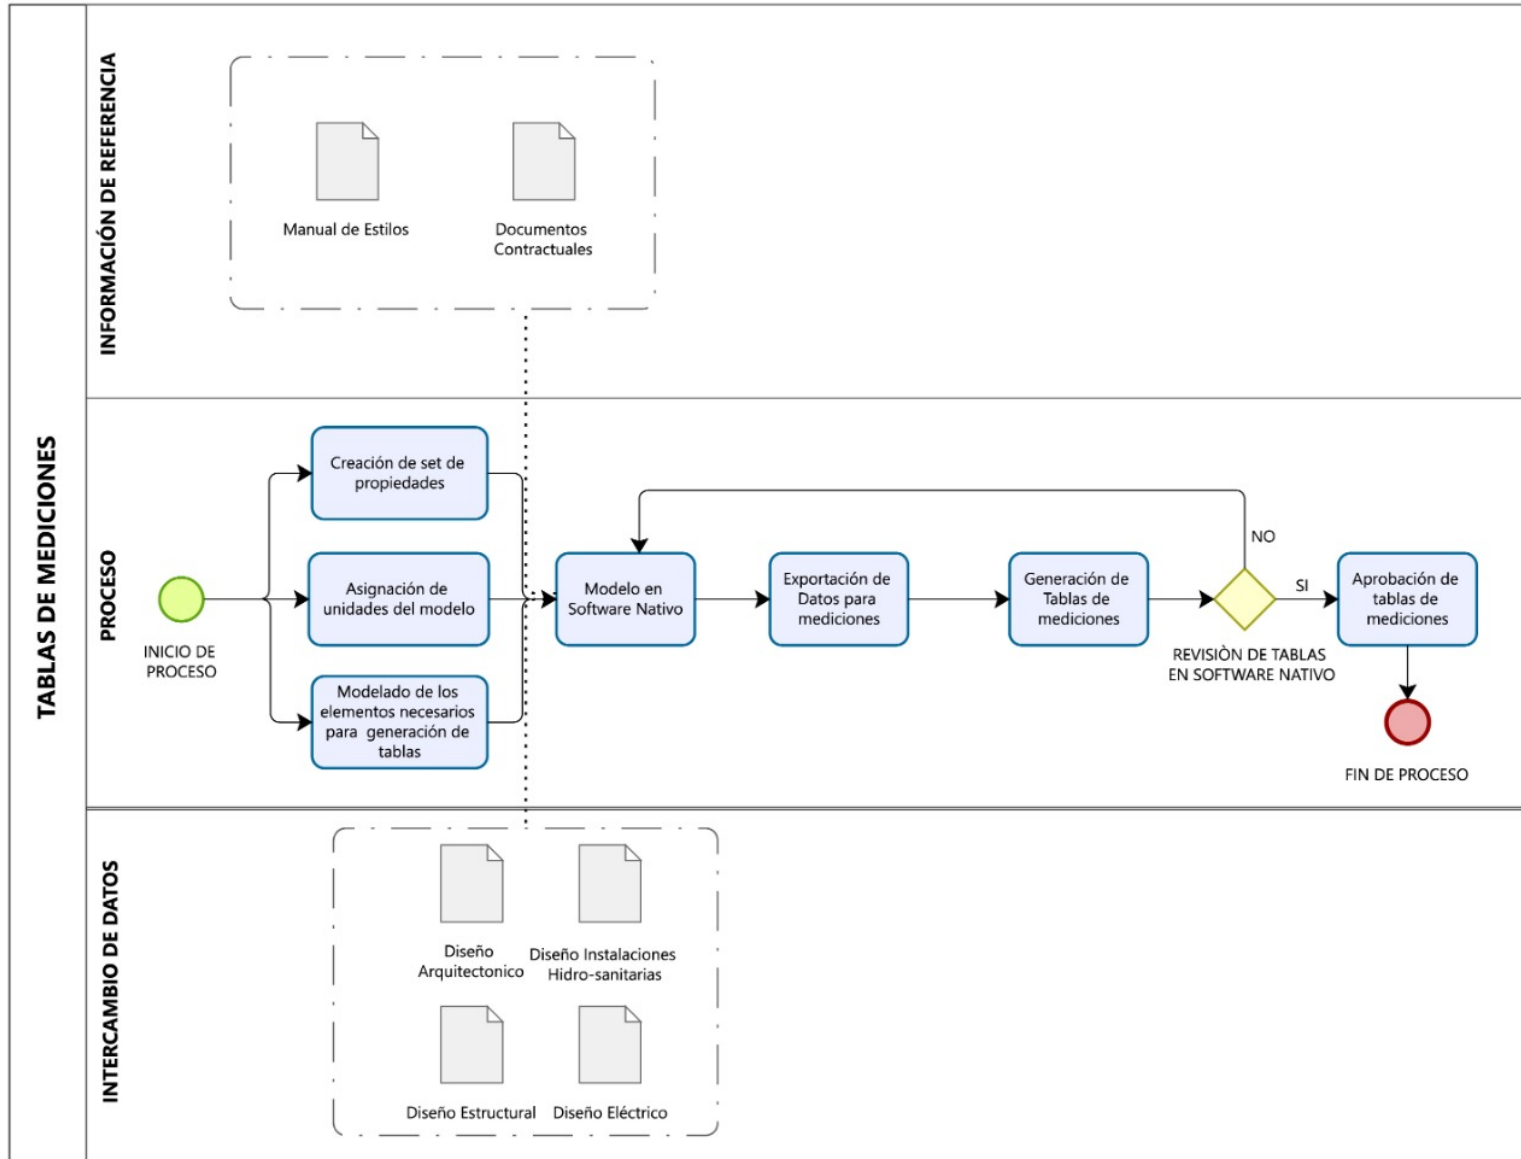 TABLAS DE MEDICIONES
INFORMACIÓN DE REFERENCIA
Manual de Estilos
Documentos
Contractuales
PROCESO
INICIO DE
PROCESO
Creación de set de
propiedades
Asignación de
unidades del modelo
Modelado de los
elementos necesarios
para generación de
tablas
Modelo en
Software Nativo
Exportación de
Datos para
mediciones
Generación de
Tablas de
mediciones
NO
SI
REVISIÒN DE TABLAS
EN SOFTWARE NATIVO
Aprobación de
tablas de
mediciones
FIN DE PROCESO
INTERCAMBIO DE DATOS
Diseño
Arquitectonico
Diseño Instalaciones
Hidro-sanitarias
Diseño Estructural
Diseño Eléctrico